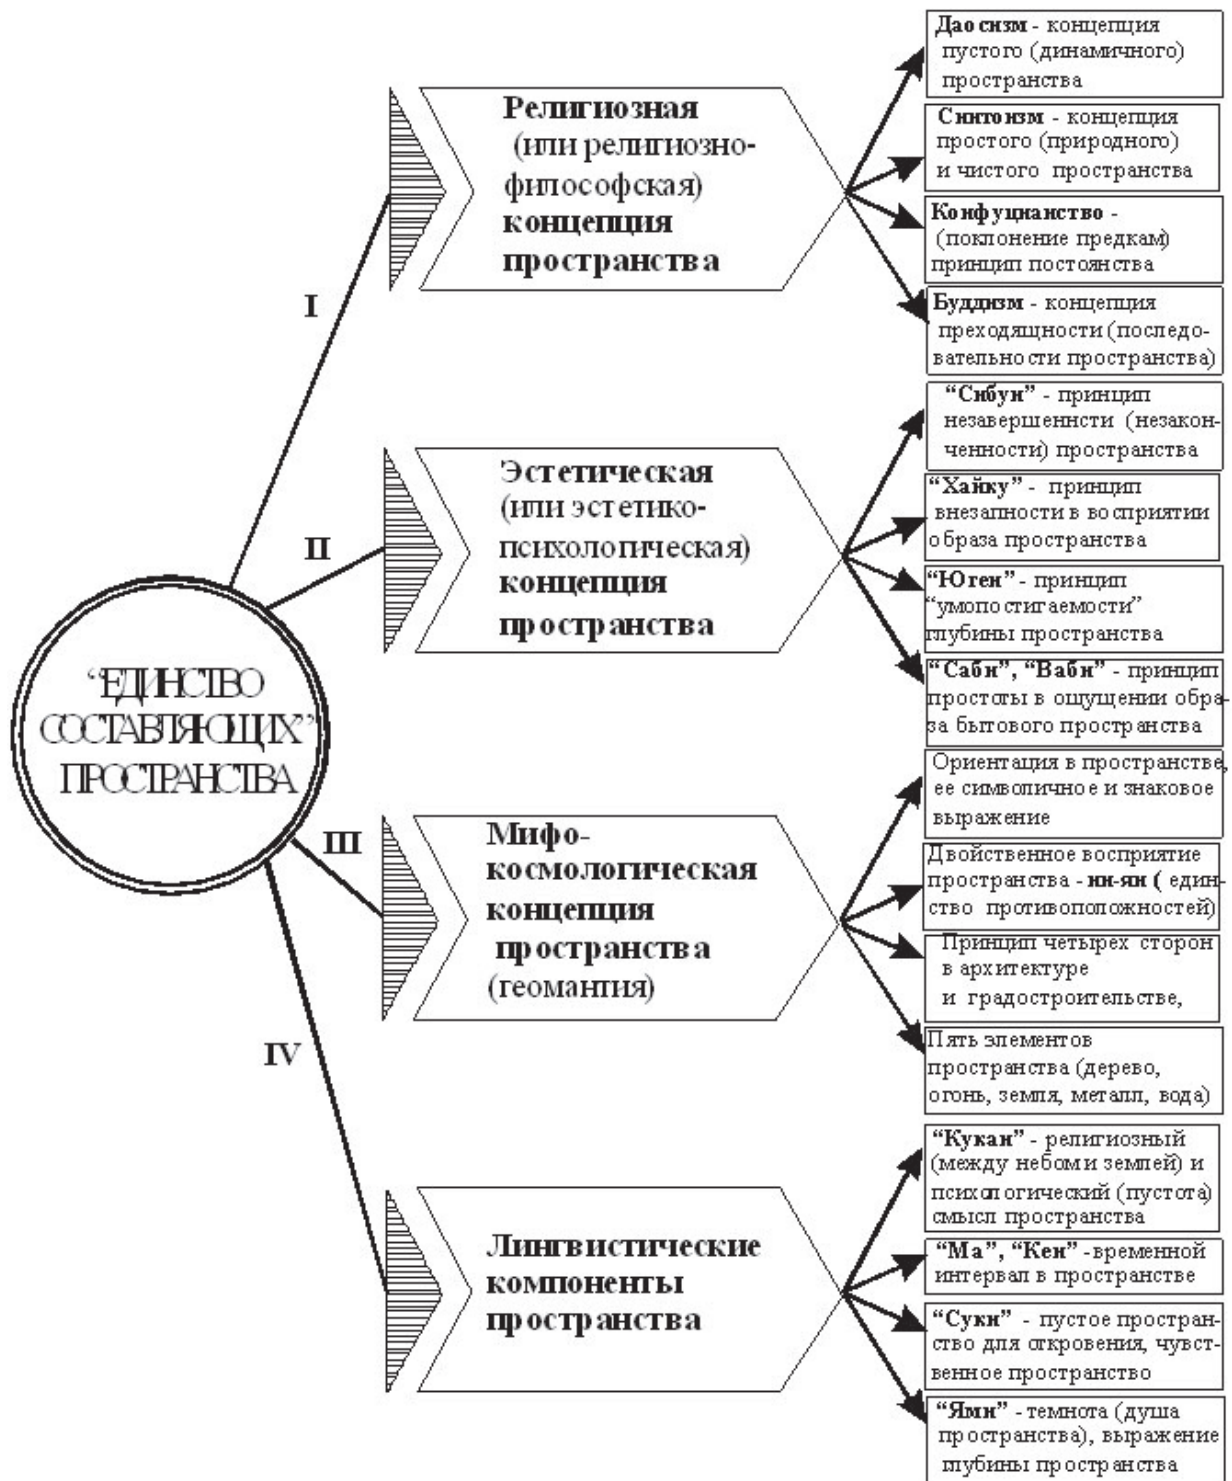 “ЕДИНСТВО
СОСТАВЛЯЮЩИХ”
ПРОСТРАНСТВА
I
Религиозная
(или религиозно-
философская)
концепция
пространства
Даосизм - концепция
пустого (динамичного)
пространства
Синтоизм - концепция
простого (природного)
и чистого пространства
Конфуцианство -
(поклонение предкам)
принцип постоянства
Буддизм - концепция
преходящности (последо-
вательности пространства)
II
Эстетическая
(или эстетико-
психологическая)
концепция
пространства
“Сибуи” - принцип
незавершеннсти (незакон-
ченности) пространства
“Хайку” - принцип
внезапности в восприятии
образа пространства
“Юген” - принцип
“умопостигаемости”
глубины пространства
“Саби”, “Ваби” - принцип
простоты в ощущении обра-
за бытового пространства
III
Мифо-
космологическая
концепция
пространства
(геомантия)
Ориентация в пространстве,
ее символичное и знаковое
выражение
Двойственное восприятие
пространства - ин-ян ( един-
ство противоположностей)
Принцип четырех сторон
в архитектуре
и градостроительстве,
Пять элементов
пространства (дерево,
огонь, земля, металл, вода)
IV
Лингвистические
компоненты
пространства
“Кукан” - религиозный
(между небом и землей) и
психологический (пустота)
смысл пространства
“Ма”, “Кен” -временной
интервал в пространстве
“Суки” - пустое простран-
ство для откровения, чувст-
венное пространство
“Ями” - темнота (душа
пространства), выражение
глубины пространства